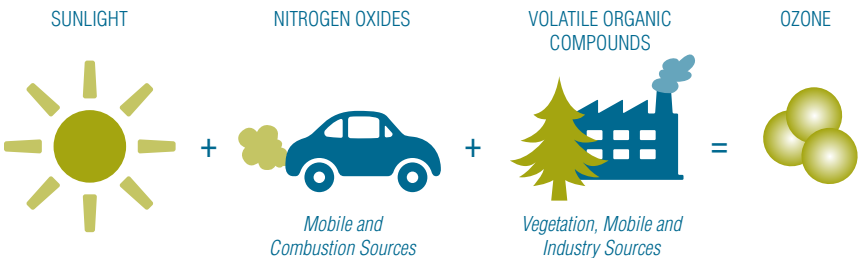 SUNLIGHT
NITROGEN OXIDES
VOLATILE ORGANIC
COMPOUNDS
OZONE
+
+
=
Mobile and
Combustion Sources
Vegetation, Mobile and
Industry Sources